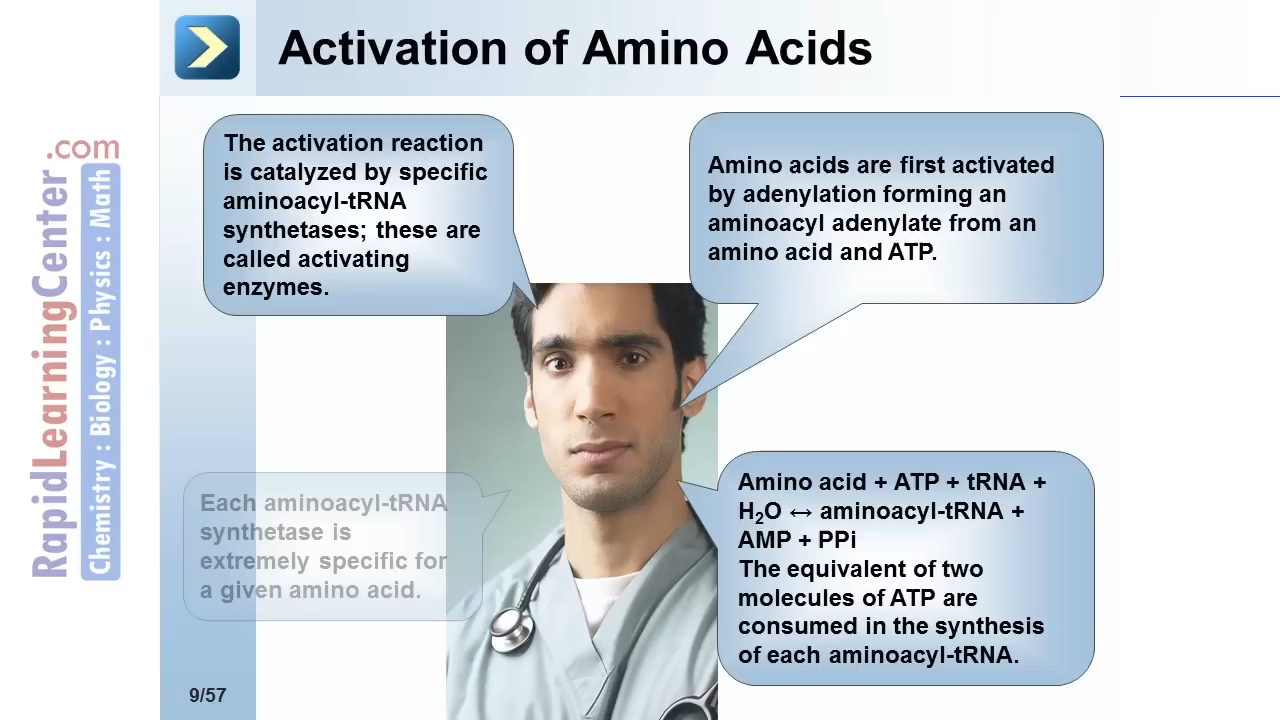 Activation of Amino Acids
The activation reaction
is catalyzed by specific
aminoacyl-tRNA
synthetases; these are
called activating
enzymes.
Amino acids are first activated
by adenylation forming an
aminoacyl adenylate from an
amino acid and ATP.
Each aminoacyl-tRNA
synthetase is
extremely specific for
a given amino acid.
Amino acid + ATP + tRNA +
H₂O ↔ aminoacyl-tRNA +
AMP + PPi
The equivalent of two
molecules of ATP are
consumed in the synthesis
of each aminoacyl-tRNA.
9/57
RapidLearningCenter.com
Chemistry : Biology : Physics : Math